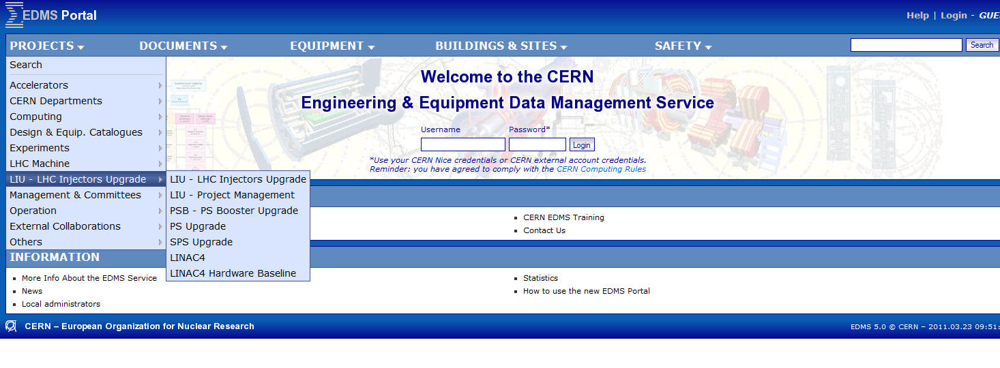 EDMS Portal
Help | Login - GUE
PROJECTS DOCUMENTS EQUIPMENT BUILDINGS & SITES SAFETY Search
Search
Accelerators
CERN Departments
Computing
Design & Equip. Catalogues
Experiments
LHC Machine
LIU - LHC Injectors Upgrade
Management & Committees
Operation
External Collaborations
Others
LIU - LHC Injectors Upgrade
LIU - Project Management
PSB - PS Booster Upgrade
PS Upgrade
SPS Upgrade
LINAC4
LINAC4 Hardware Baseline
Welcome to the CERN
Engineering & Equipment Data Management Service
Username Password*
Login
*Use your CERN Nice credentials or CERN external account credentials.
Reminder: you have agreed to comply with the CERN Computing Rules
CERN EDMS Training
Contact Us
INFORMATION
More Info About the EDMS Service
News
Local administrators
Statistics
How to use the new EDMS Portal
CERN – European Organization for Nuclear Research
EDMS 5.0 © CERN – 2011.03.23 09:51: